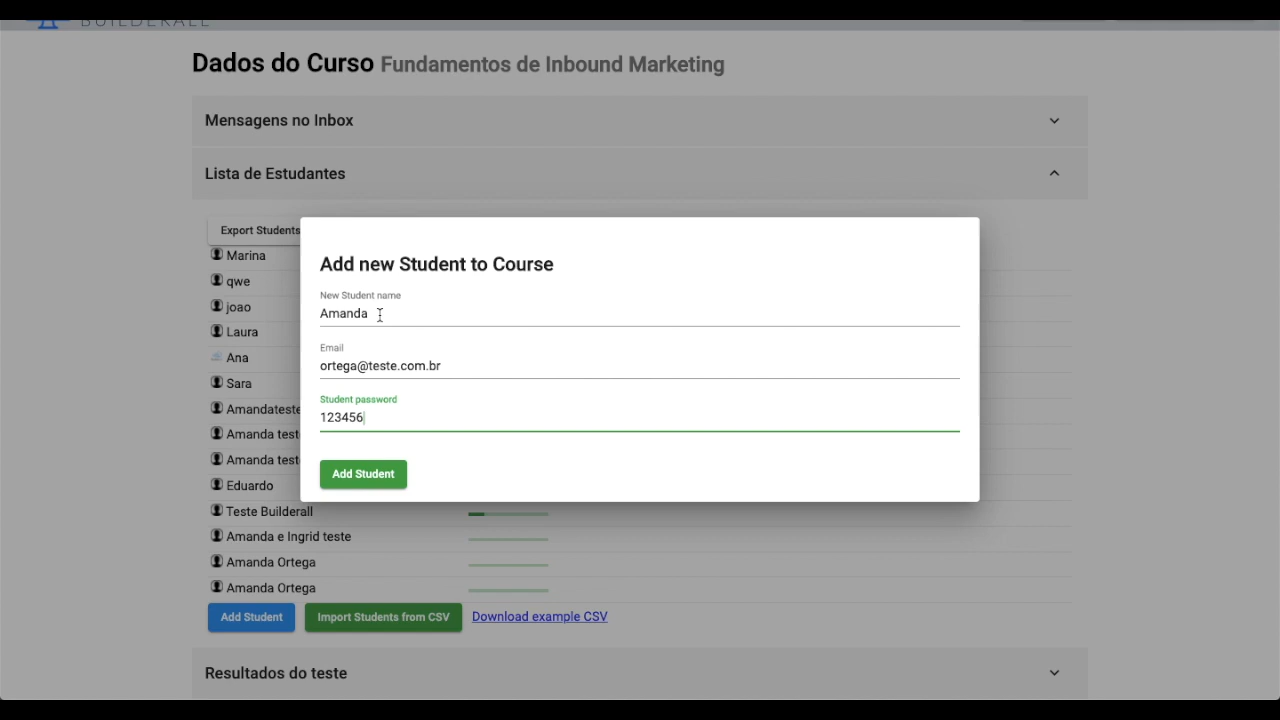 BUILDERALL
Dados do Curso Fundamentos de Inbound Marketing
Mensagens no Inbox
Lista de Estudantes
Export Students
Marina
qwe
joao
Laura
Ana
Sara
Amandateste
Amanda test
Amanda test
Eduardo
Teste Builderall
Amanda e Ingrid teste
Amanda Ortega
Amanda Ortega
Add new Student to Course
New Student name
Amanda
Email
ortega@teste.com.br
Student password
123456
Add Student
Add Student Import Students from CSV Download example CSV
Resultados do teste